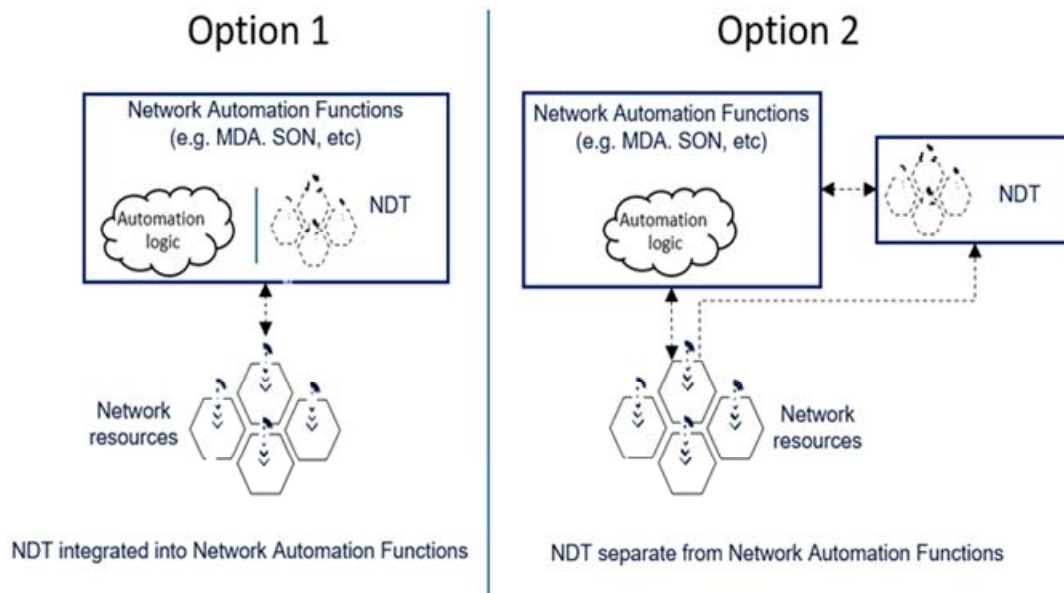 Option 1
Network Automation Functions
(e.g. MDA. SON, etc)
Automation
logic
NDT
Network
resources
NDT integrated into Network Automation Functions
Option 2
Network Automation Functions
(e.g. MDA. SON, etc)
Automation
logic
NDT
Network
resources
NDT separate from Network Automation Functions